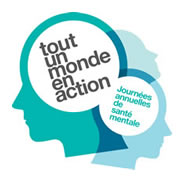 tout
un
monde
en
action
Journées
annuelles
de
santé
mentale